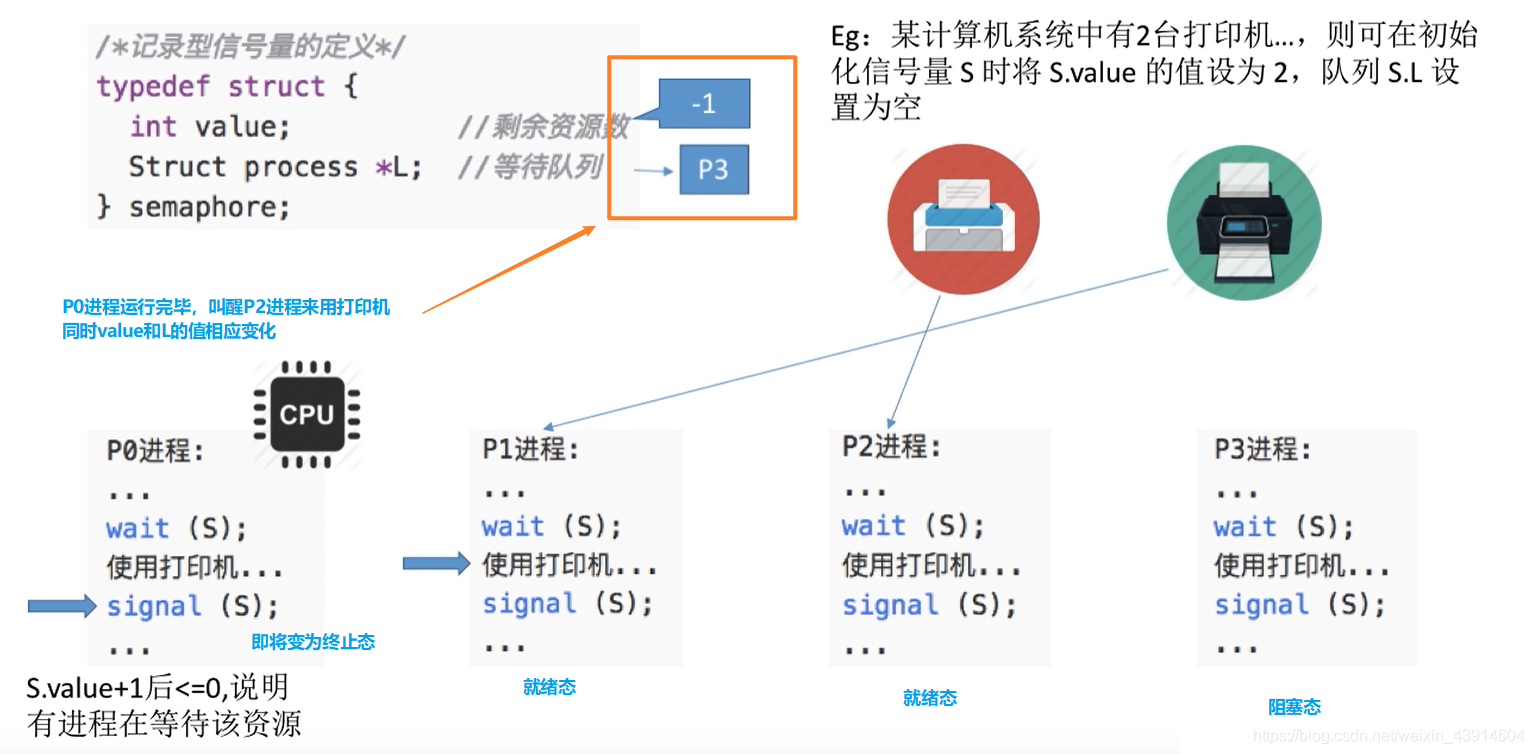 /*记录型信号量的定义*/
typedef struct {
int value; //剩余资源数
Struct process *L; //等待队列
} semaphore;
-1
P3
Eg：某计算机系统中有2台打印机...，则可在初始
化信号量 S 时将 S.value 的值设为 2，队列 S.L 设
置为空
P0进程运行完毕，叫醒P2进程来用打印机
同时value和L的值相应变化
CPU
P0进程:
...
wait (S);
使用打印机...
signal (S);
...
即将变为终止态
S.value+1后<=0,说明
有进程在等待该资源
P1进程:
...
wait (S);
使用打印机...
signal (S);
...
就绪态
P2进程:
...
wait (S);
使用打印机...
signal (S);
...
就绪态
P3进程:
...
wait (S);
使用打印机...
signal (S);
...
阻塞态
https://blog.csdn.net/weixin_43914604